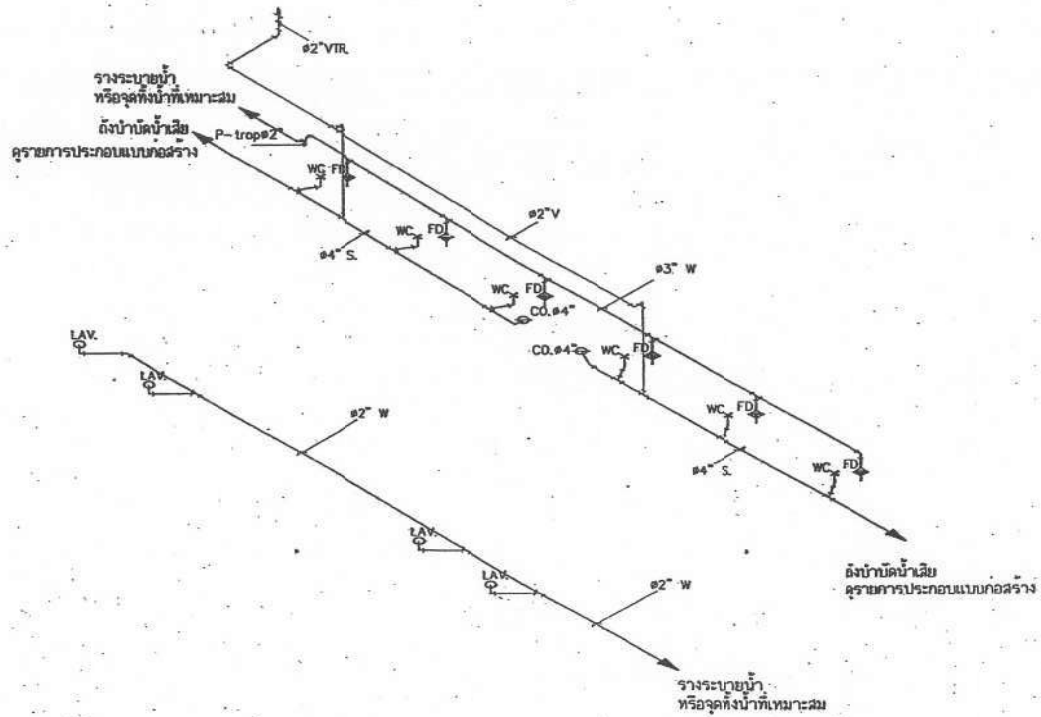 ø2"VTR.
รางระบายน้ำ
หรือจุดทิ้งน้ำที่เหมาะสม
P-trapø2"
ถังบำบัดน้ำเสีย
ดูรายการประกอบแบบก่อสร้าง
WC
FD
ø2"V
WC
FD
ø4" S.
WC
FD
ø3" W
CO.ø4"
CO.ø4"
WC
FD
LAV.
LAV.
ø2" W
WC
FD
ø4" S.
WC
FD
LAV.
LAV.
ø2" W
ถังบำบัดน้ำเสีย
ดูรายการประกอบแบบก่อสร้าง
รางระบายน้ำ
หรือจุดทิ้งน้ำที่เหมาะสม